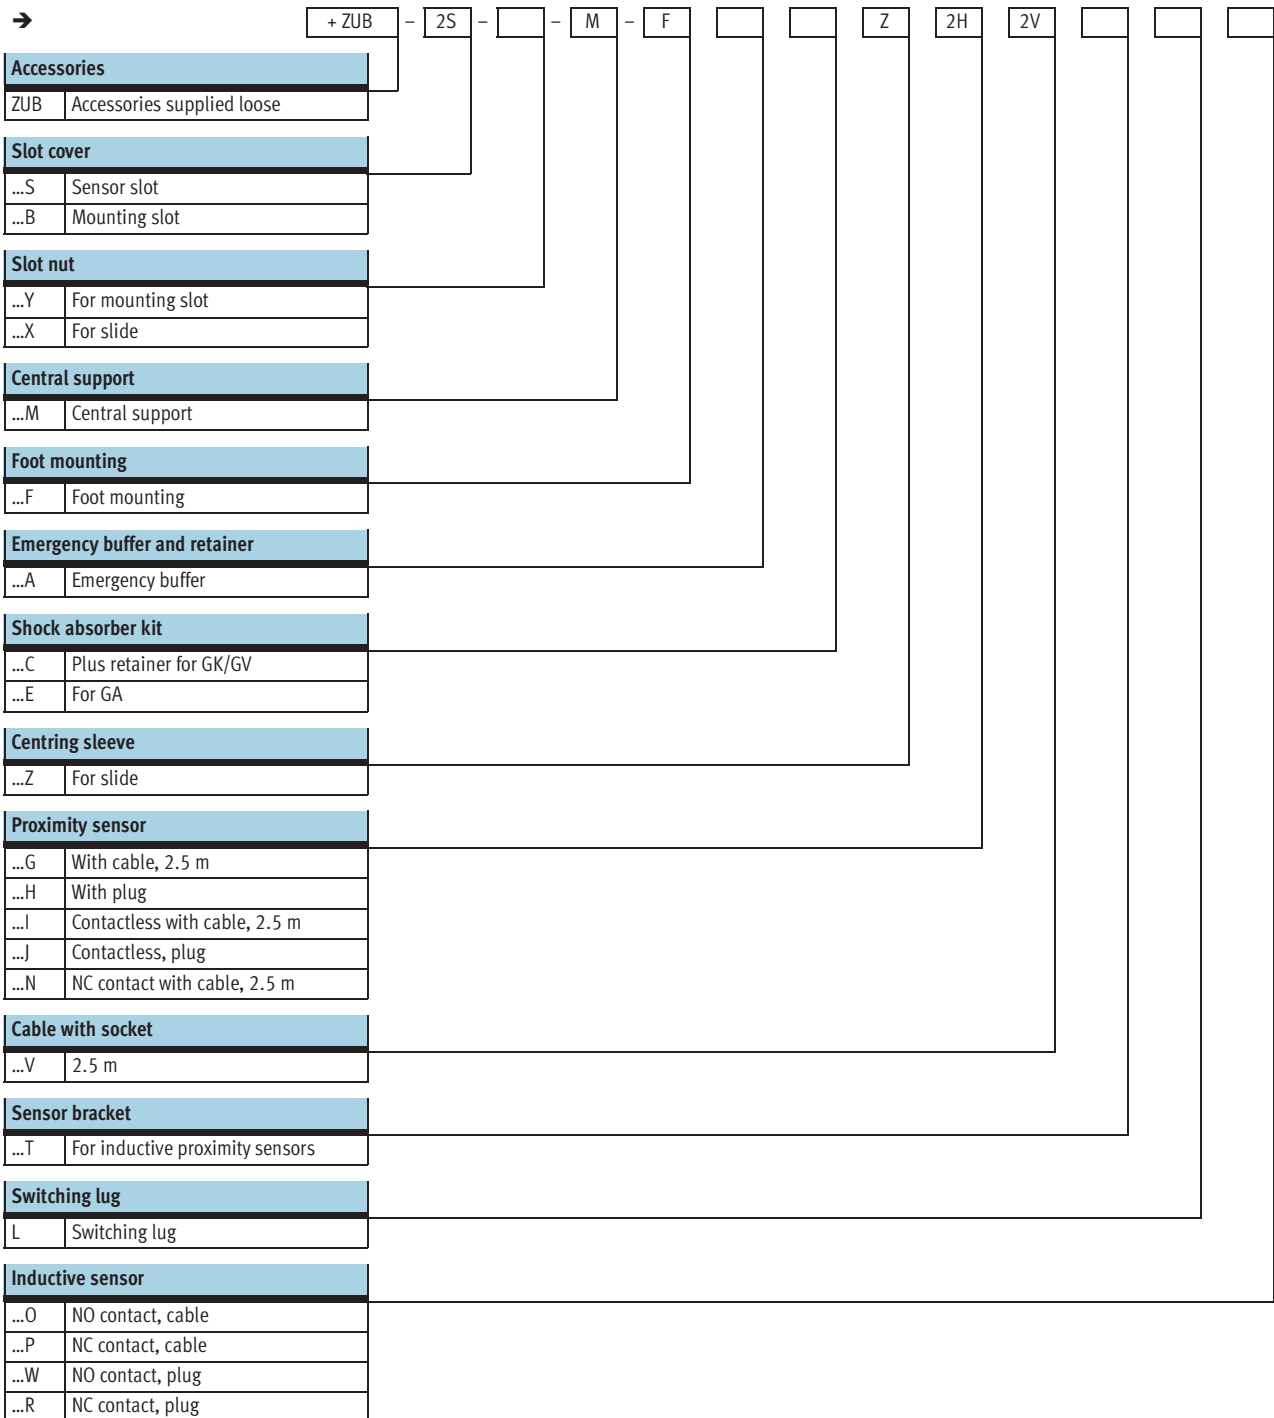 ➔ + ZUB – 2S – – M – F Z 2H 2V
Accessories
ZUB Accessories supplied loose
Slot cover
...S Sensor slot
...B Mounting slot
Slot nut
...Y For mounting slot
...X For slide
Central support
...M Central support
Foot mounting
...F Foot mounting
Emergency buffer and retainer
...A Emergency buffer
Shock absorber kit
...C Plus retainer for GK/GV
...E For GA
Centring sleeve
...Z For slide
Proximity sensor
...G With cable, 2.5 m
...H With plug
...I Contactless with cable, 2.5 m
...J Contactless, plug
...N NC contact with cable, 2.5 m
Cable with socket
...V 2.5 m
Sensor bracket
...T For inductive proximity sensors
Switching lug
L Switching lug
Inductive sensor
...O NO contact, cable
...P NC contact, cable
...W NO contact, plug
...R NC contact, plug